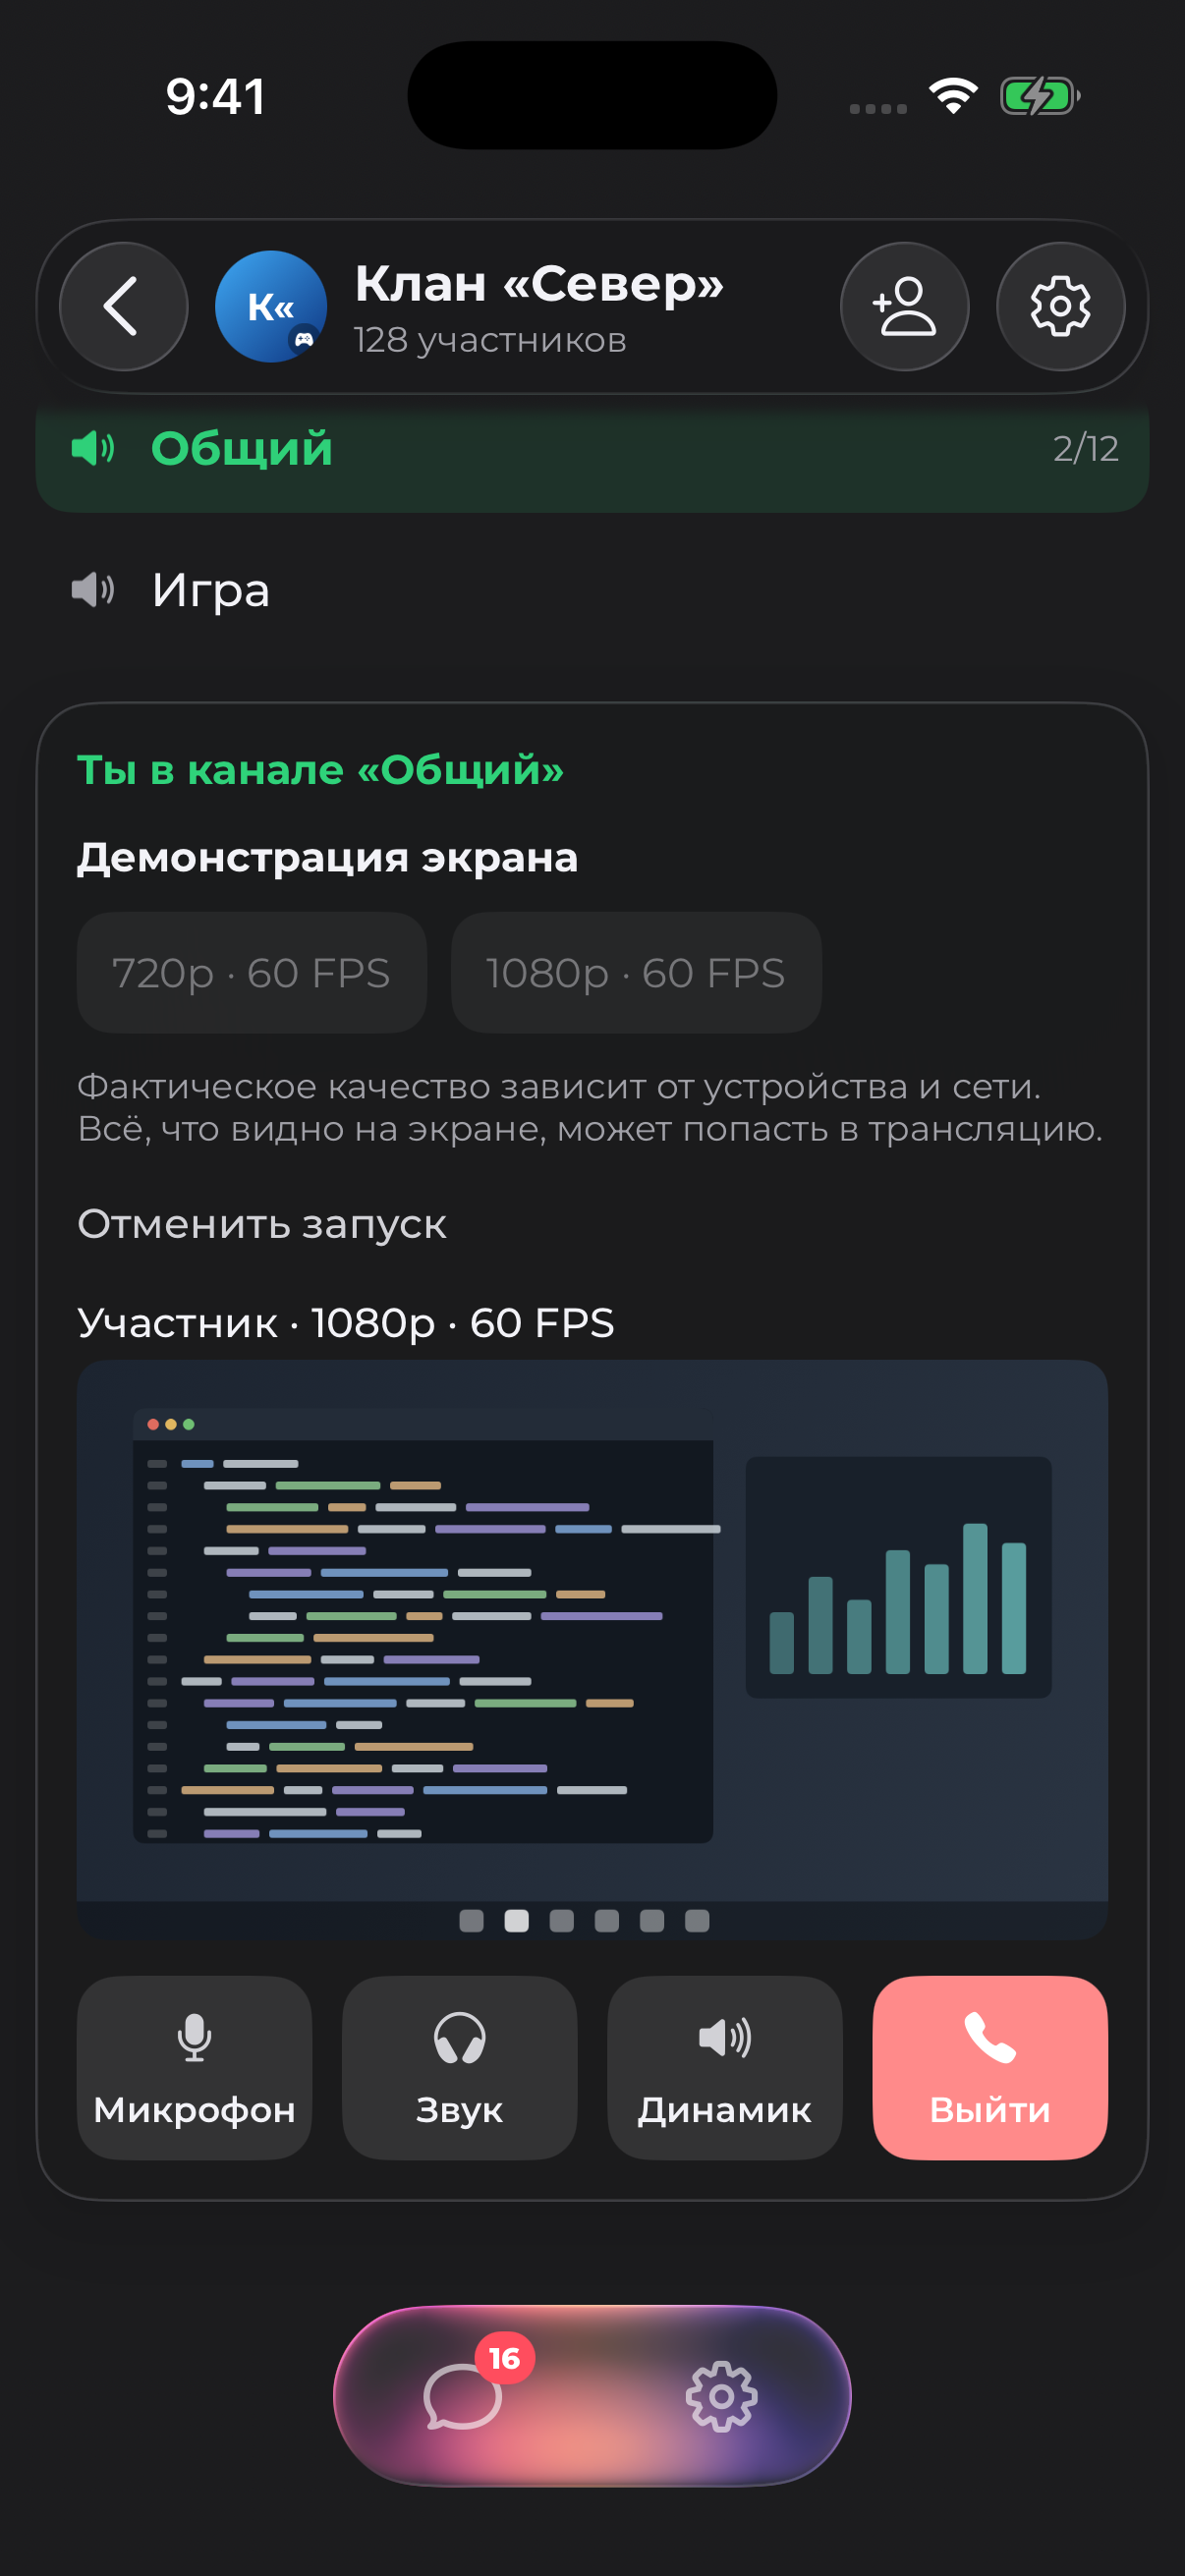 9:41
К«
Клан «Север»
128 участников
Общий
2/12
Игра
Ты в канале «Общий»
Демонстрация экрана
720p · 60 FPS
1080p · 60 FPS
Фактическое качество зависит от устройства и сети.
Всё, что видно на экране, может попасть в трансляцию.
Отменить запуск
Участник · 1080p · 60 FPS
Микрофон
Звук
Динамик
Выйти
16